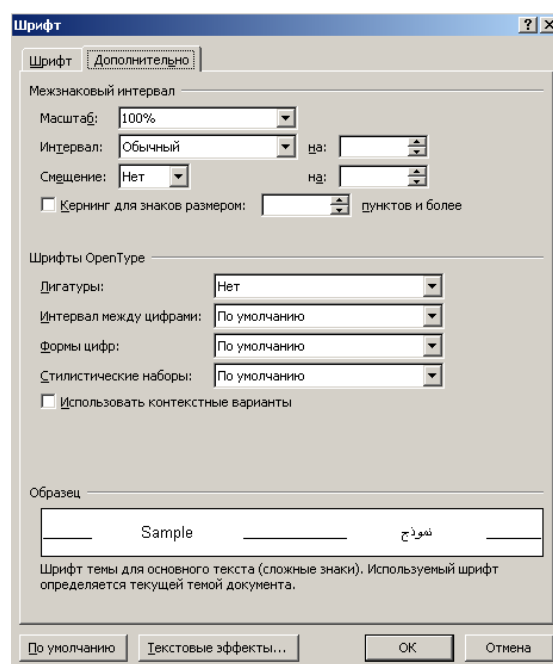 Шрифт
Шрифт Дополнительно
Межзнаковый интервал
Масштаб: 100%
Интервал: Обычный на:
Смещение: Нет на:
Кернинг для знаков размером: пунктов и более
Шрифты OpenType
Лигатуры: Нет
Интервал между цифрами: По умолчанию
Формы цифр: По умолчанию
Стилистические наборы: По умолчанию
Использовать контекстные варианты
Образец
Sample نموذج
Шрифт темы для основного текста (сложные знаки). Используемый шрифт
определяется текущей темой документа.
По умолчанию Текстовые эффекты... ОК Отмена